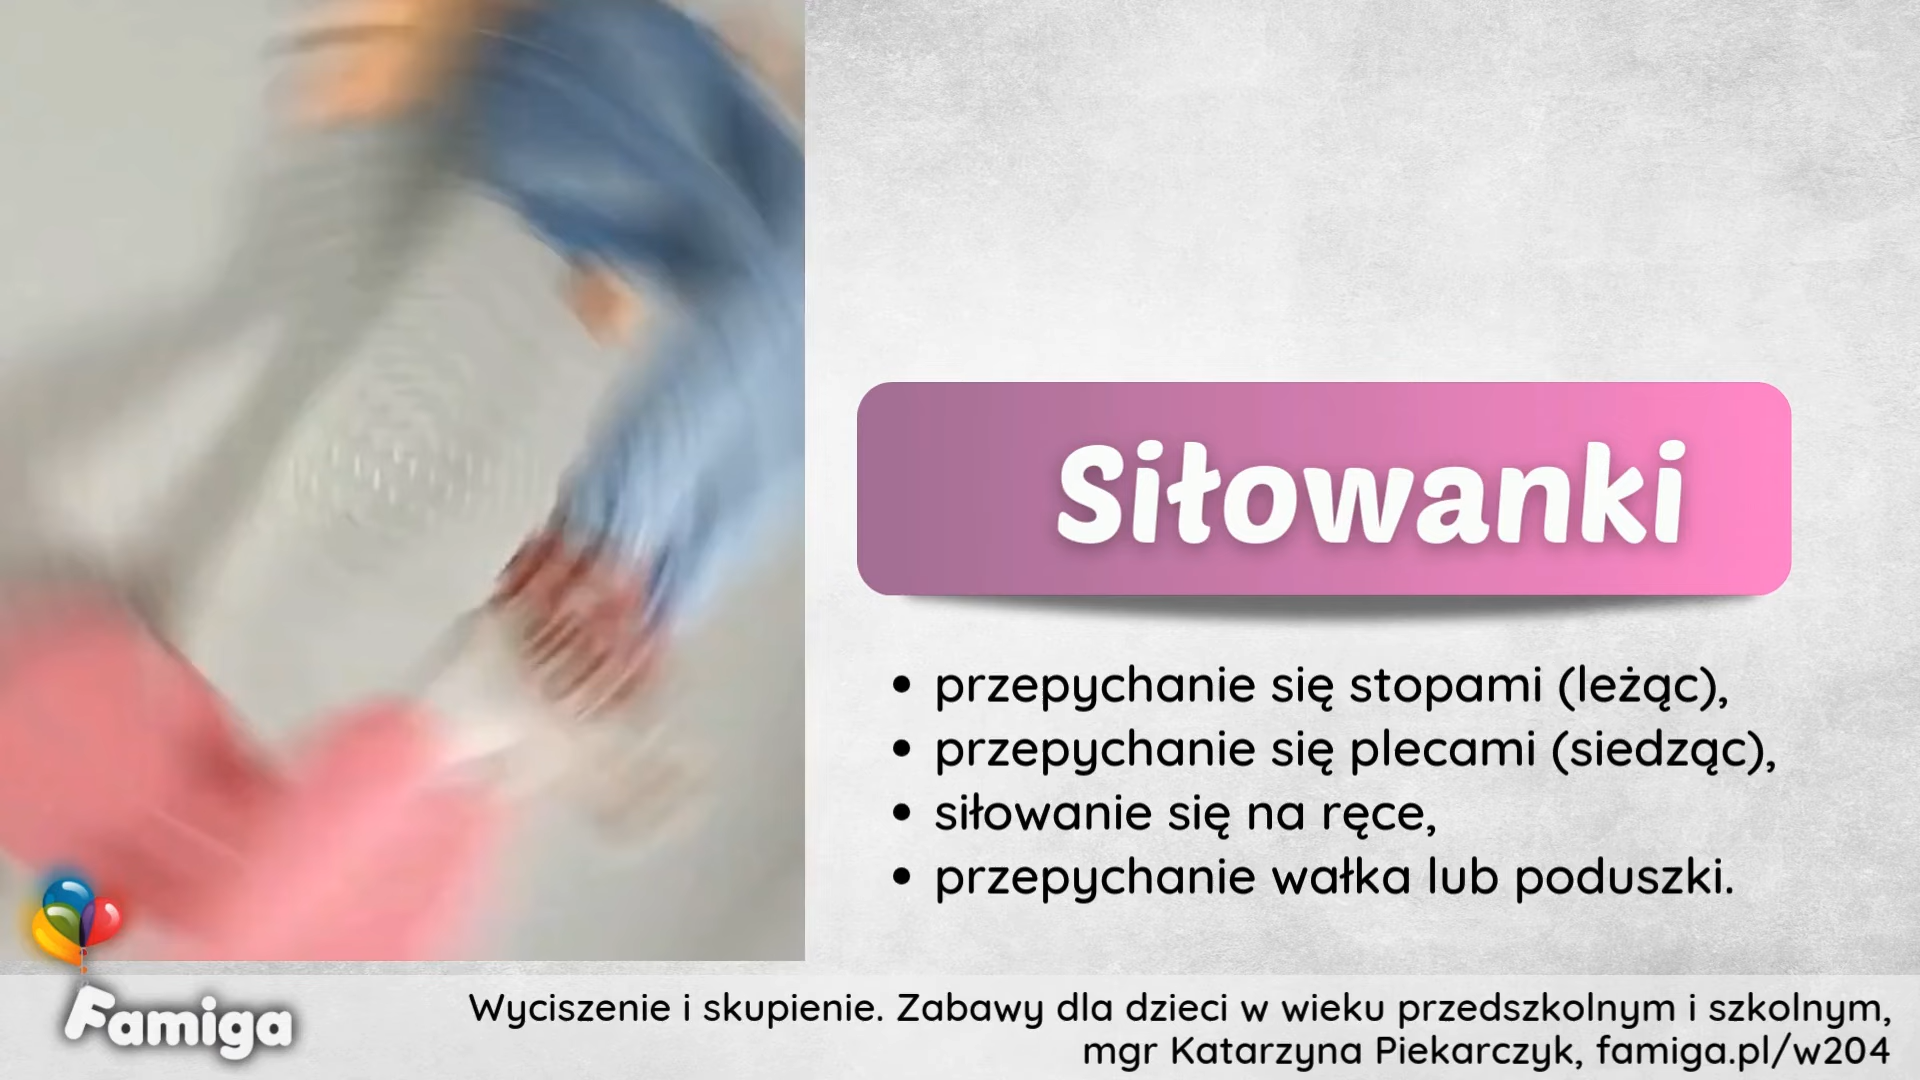 Siłowanki
• przepychanie się stopami (leżąc),
• przepychanie się plecami (siedząc),
• siłowanie się na ręce,
• przepychanie wałka lub poduszki.
Famiga
Wyciszenie i skupienie. Zabawy dla dzieci w wieku przedszkolnym i szkolnym,
mgr Katarzyna Piekarczyk, famiga.pl/w204